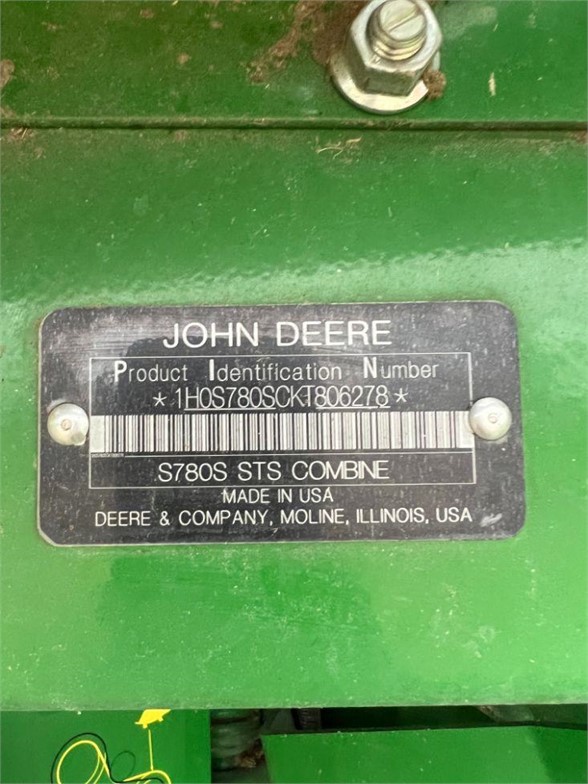 JOHN DEERE
Product Identification Number
*1H0S780SCKT806278*
S780S STS COMBINE
MADE IN USA
DEERE & COMPANY, MOLINE, ILLINOIS, USA